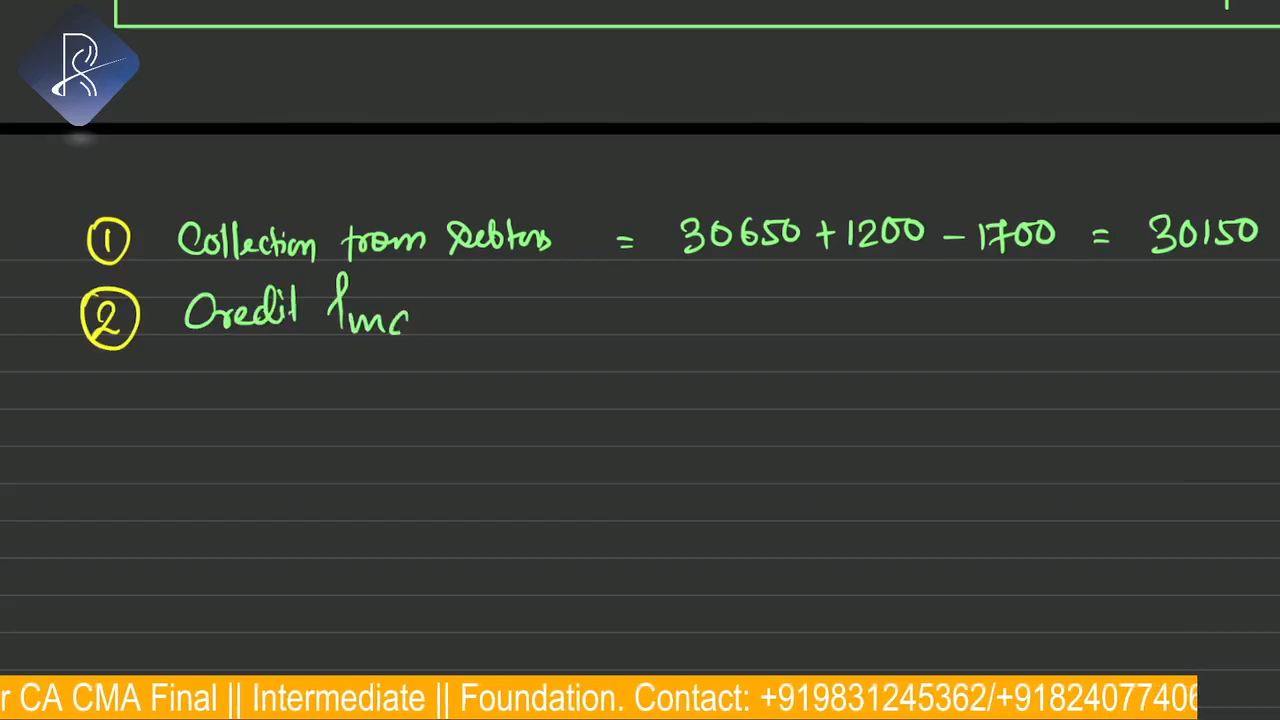 ① Collection from Debtors = 30650 + 1200 - 1700 = 30150
② Credit
r CA CMA Final || Intermediate || Foundation. Contact: +919831245362/+91824077406